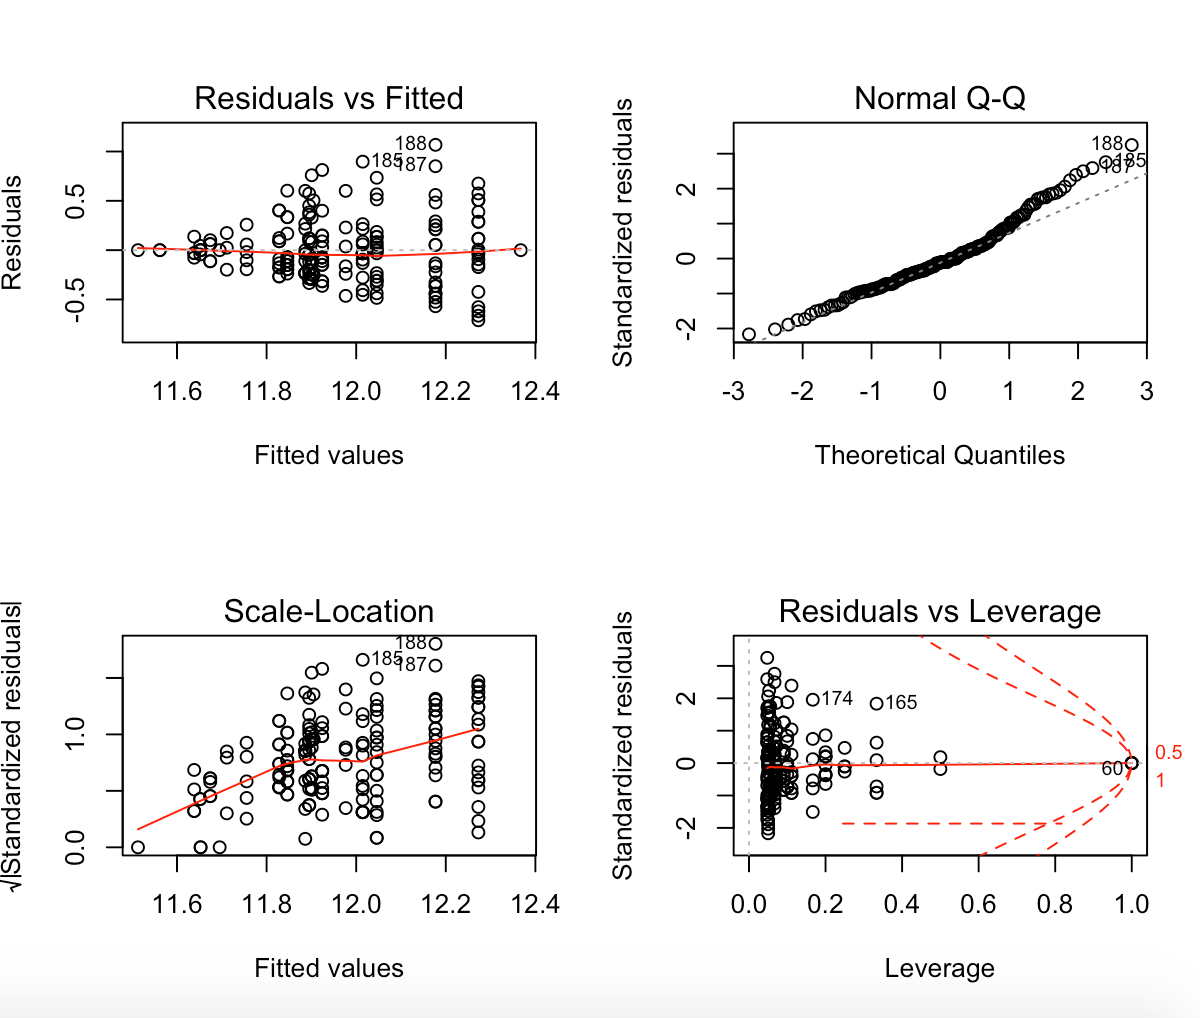 Residuals vs Fitted
Residuals
-0.5 0.5
188
185
187
11.6 11.8 12.0 12.2 12.4
Fitted values
Normal Q-Q
Standardized residuals
-2 0 2
188
185
187
-3 -2 -1 0 1 2 3
Theoretical Quantiles
Scale-Location
√|Standardized residuals|
0.0 1.0
188
185
187
11.6 11.8 12.0 12.2 12.4
Fitted values
Residuals vs Leverage
Standardized residuals
-2 0 2
174
165
60
0.5
1
0.0 0.2 0.4 0.6 0.8 1.0
Leverage